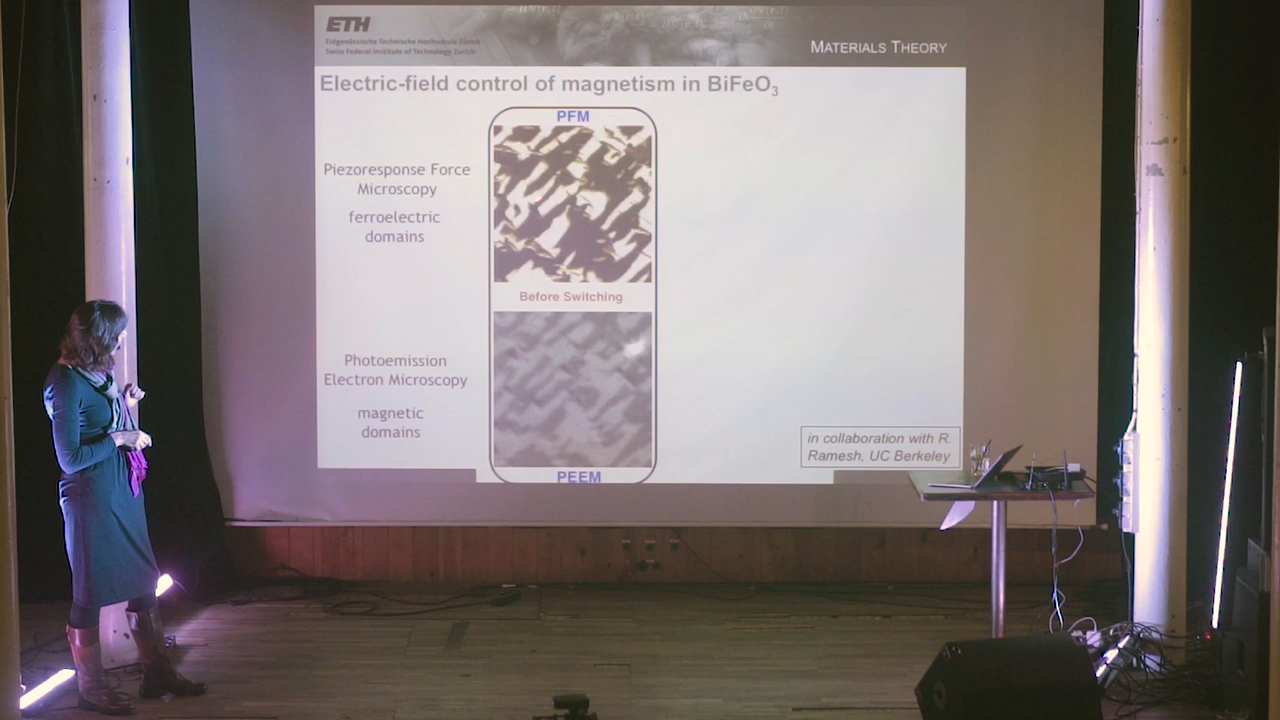 ETH
Eidgenössische Technische Hochschule Zürich
Swiss Federal Institute of Technology Zurich
MATERIALS THEORY
Electric-field control of magnetism in BiFeO3
PFM
Piezoresponse Force
Microscopy
ferroelectric
domains
Before Switching
Photoemission
Electron Microscopy
magnetic
domains
PEEM
in collaboration with R.
Ramesh, UC Berkeley